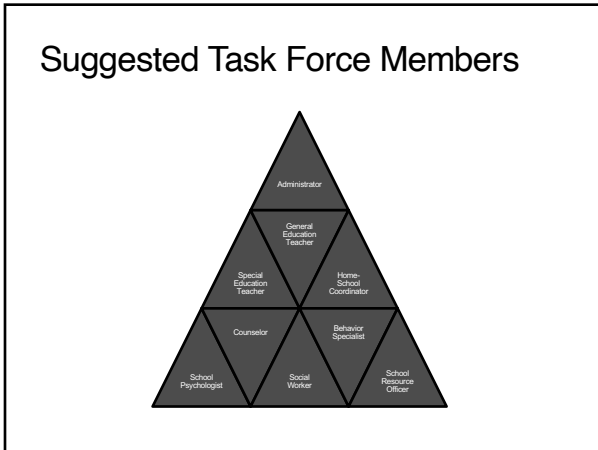 Suggested Task Force Members
Administrator
General
Education
Teacher
Special
Education
Teacher
Home-
School
Coordinator
Counselor
Behavior
Specialist
School
Psychologist
Social
Worker
School
Resource
Officer